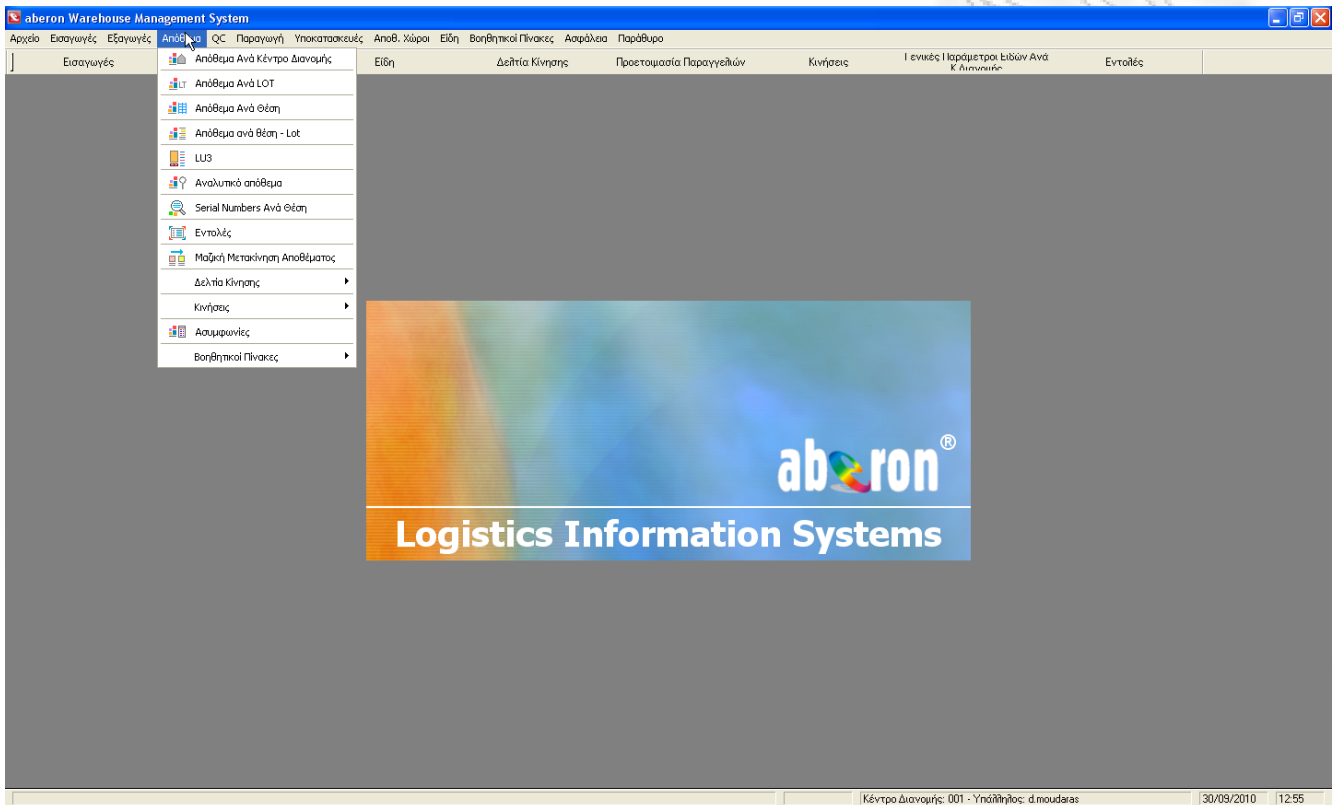 aberon Warehouse Management System
Αρχείο Εισαγωγές Εξαγωγές Απόθεμα QC Παραγωγή Υποκατασκευές Αποθ. Χώροι Είδη Βοηθητικοί Πίνακες Ασφάλεια Παράθυρο
Εισαγωγές Είδη Δελτία Κίνησης Προετοιμασία Παραγγελιών Κινήσεις Γενικές Παράμετροι Ειδών Ανά Εντολές
Κ.Διανομής
Απόθεμα Ανά Κέντρο Διανομής
Απόθεμα Ανά LOT
Απόθεμα Ανά Θέση
Απόθεμα ανά θέση - Lot
LU3
Αναλυτικό απόθεμα
Serial Numbers Ανά Θέση
Εντολές
Μαζική Μετακίνηση Αποθέματος
Δελτία Κίνησης
Κινήσεις
Ασυμφωνίες
Βοηθητικοί Πίνακες
aberon®
Logistics Information Systems
Κέντρο Διανομής: 001 - Υπάλληλος: d.moudaras 30/09/2010 12:55